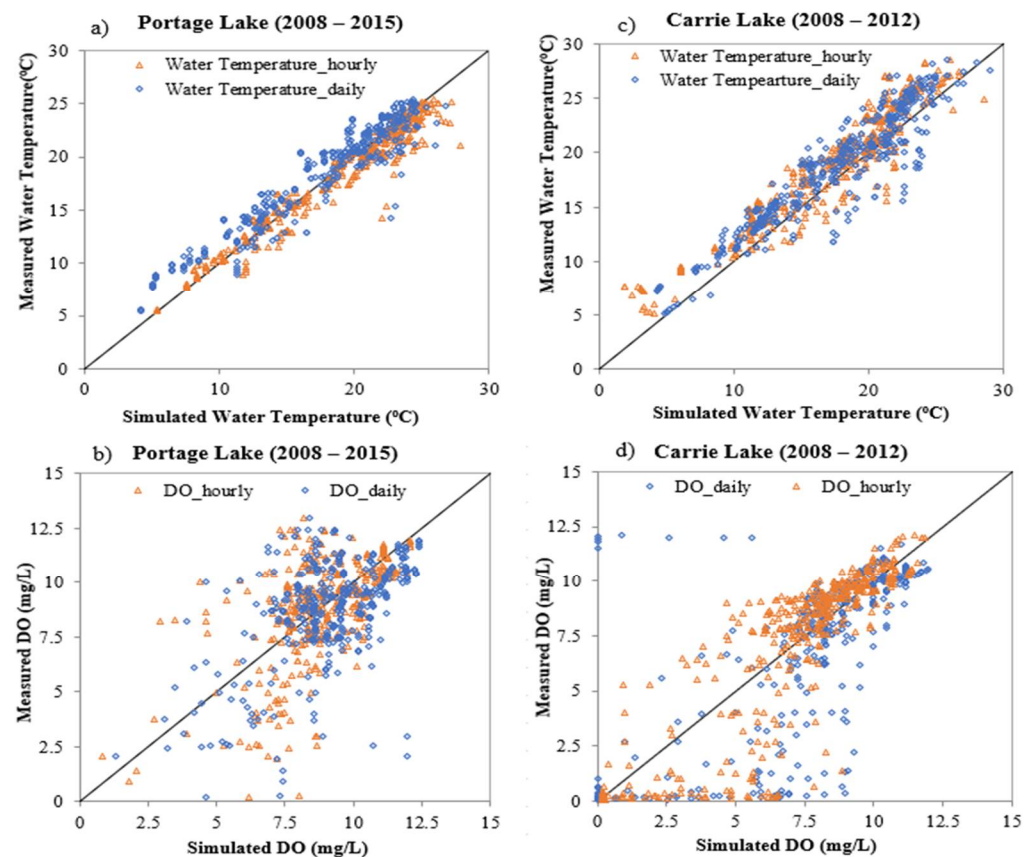 a) Portage Lake (2008 – 2015)
Water Temperature_hourly
Water Temperature_daily
Measured Water Temperature(⁰C)
30
25
20
15
10
5
0
0 10 20 30
Simulated Water Temperature (⁰C)
c) Carrie Lake (2008 – 2012)
Water Temperature_hourly
Water Tempearture_daily
Measured Water Temperature(⁰C)
30
25
20
15
10
5
0
0 10 20 30
Simulated Water Temperature (⁰C)
b) Portage Lake (2008 – 2015)
DO_hourly DO_daily
Measured DO (mg/L)
15
12.5
10
7.5
5
2.5
0
0 2.5 5 7.5 10 12.5 15
Simulated DO (mg/L)
d) Carrie Lake (2008 – 2012)
DO_daily DO_hourly
Measured DO (mg/L)
15
12.5
10
7.5
5
2.5
0
0 2.5 5 7.5 10 12.5 15
Simulated DO (mg/L)